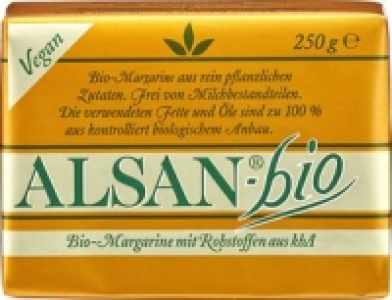 Vegan
250 g ℮
Bio-Margarine aus rein pflanzlichen
Zutaten. Frei von Milchbestandteilen.
Die verwendeten Fette und Öle sind zu 100 %
aus kontrolliert biologischem Anbau.
ALSAN®-bio
Bio-Margarine mit Rohstoffen aus kbA